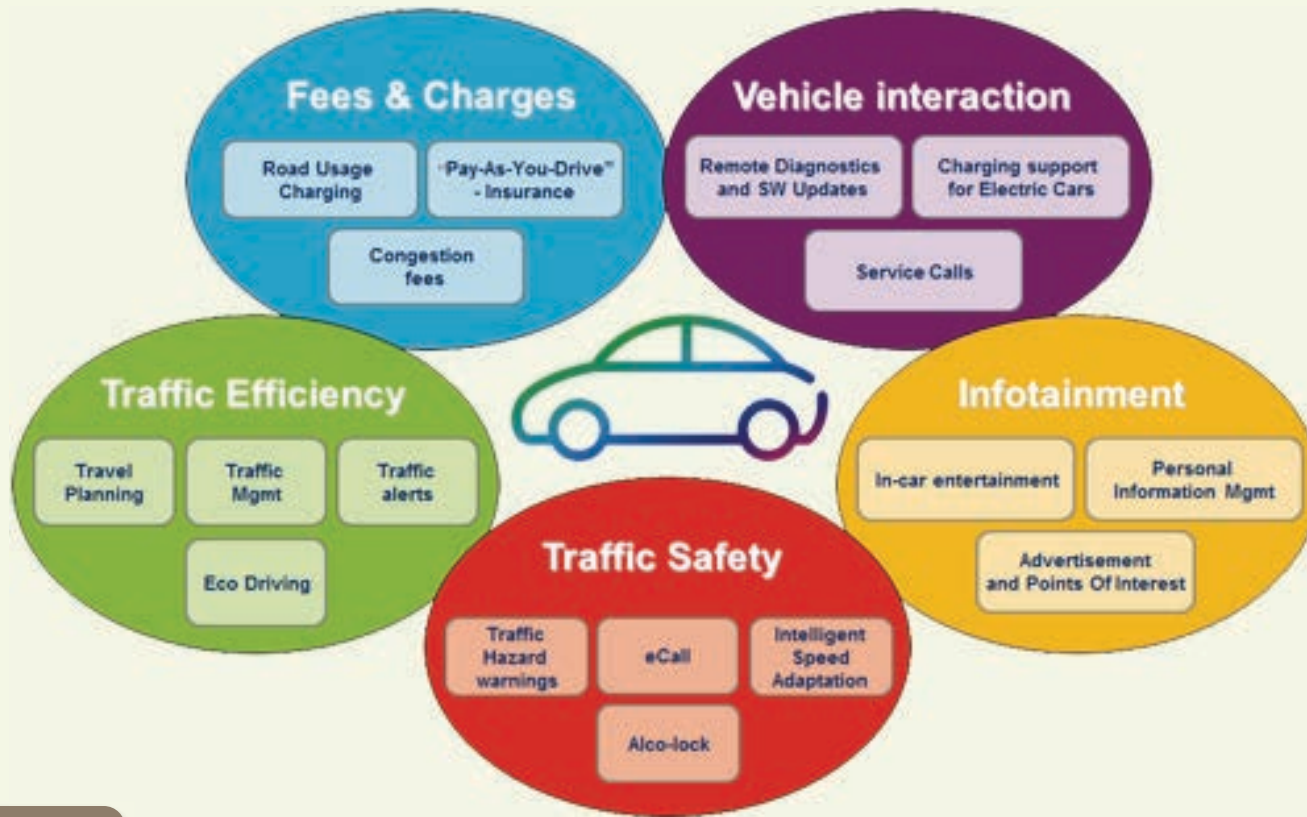 Fees & Charges
Road Usage
Charging
"Pay-As-You-Drive"
- Insurance
Congestion
fees
Vehicle interaction
Remote Diagnostics
and SW Updates
Charging support
for Electric Cars
Service Calls
Traffic Efficiency
Travel
Planning
Traffic
Mgmt
Traffic
alerts
Eco Driving
Infotainment
In-car entertainment
Personal
Information Mgmt
Advertisement
and Points Of Interest
Traffic Safety
Traffic
Hazard
warnings
eCall
Intelligent
Speed
Adaptation
Alco-lock